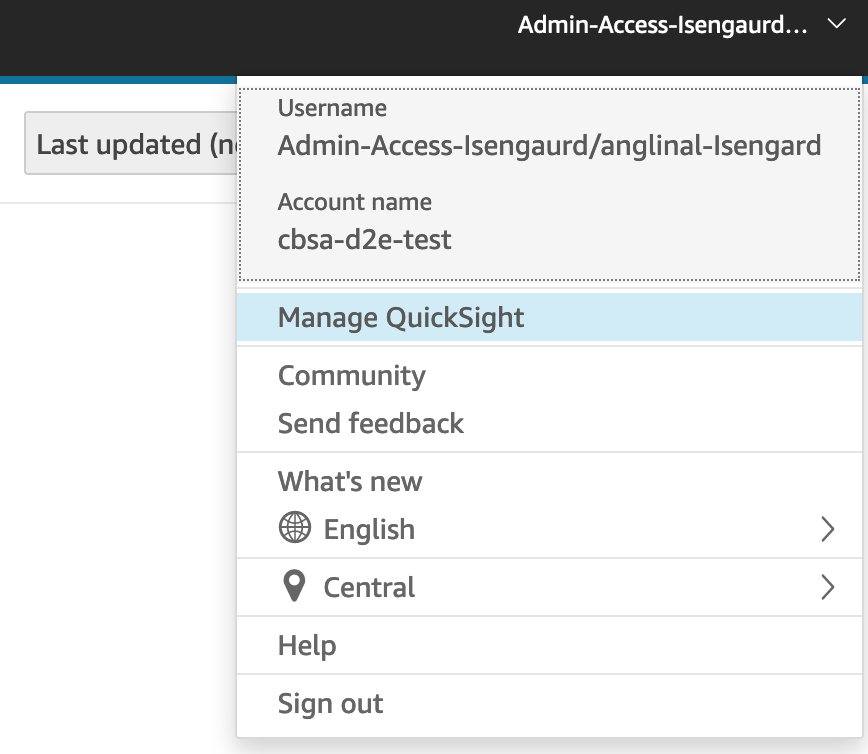 Admin-Access-Isengaurd...
Last updated (n
Username
Admin-Access-Isengaurd/anglinal-Isengard
Account name
cbsa-d2e-test
Manage QuickSight
Community
Send feedback
What's new
English
Central
Help
Sign out